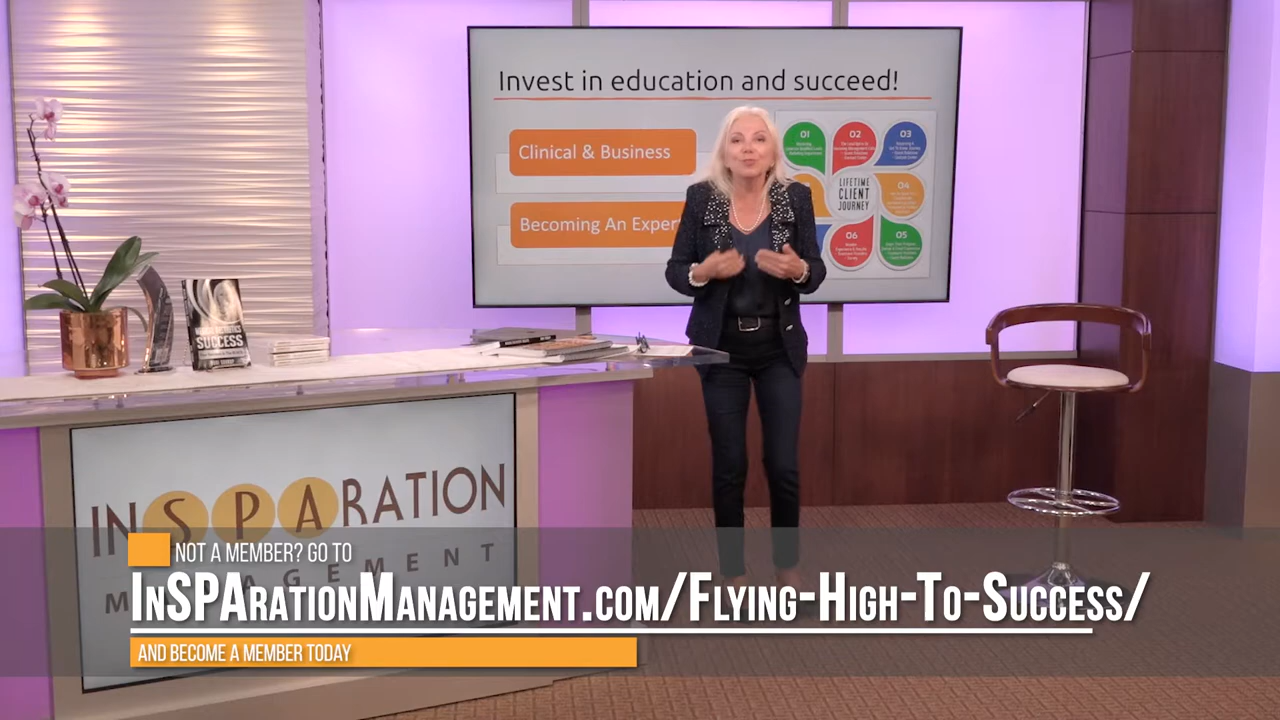 Invest in education and succeed!
Clinical & Business
Becoming An Exper
01
02
03
LIFETIME
CLIENT
JOURNEY
04
06
05
SUCCESS
INSPARATION
NOT A MEMBER? GO TO
INSPARATIONMANAGEMENT.COM/FLYING-HIGH-TO-SUCCESS/
AND BECOME A MEMBER TODAY